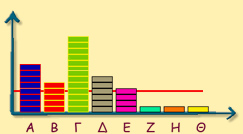 Α Β Γ Δ Ε Ζ Η Θ